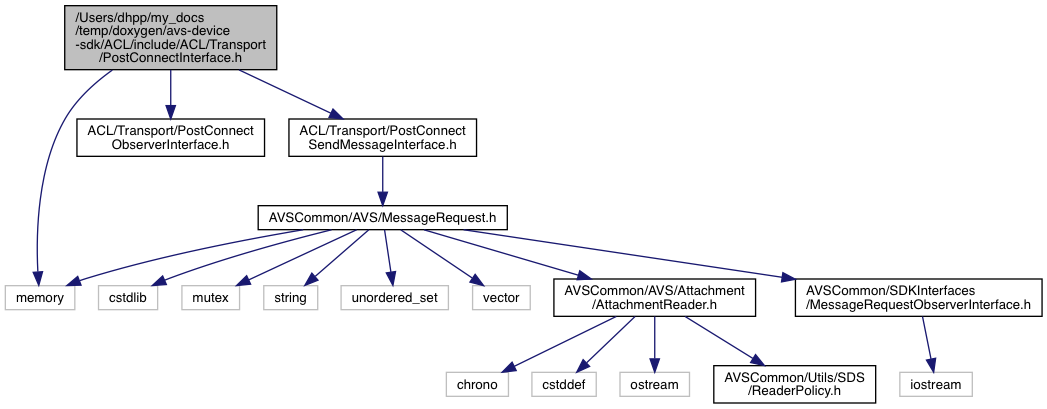 /Users/dhpp/my_docs
/temp/doxygen/avs-device
-sdk/ACL/include/ACL/Transport
/PostConnectInterface.h
ACL/Transport/PostConnect
ObserverInterface.h
ACL/Transport/PostConnect
SendMessageInterface.h
AVSCommon/AVS/MessageRequest.h
memory
cstdlib
mutex
string
unordered_set
vector
AVSCommon/AVS/Attachment
/AttachmentReader.h
AVSCommon/SDKInterfaces
/MessageRequestObserverInterface.h
chrono
cstddef
ostream
AVSCommon/Utils/SDS
/ReaderPolicy.h
iostream